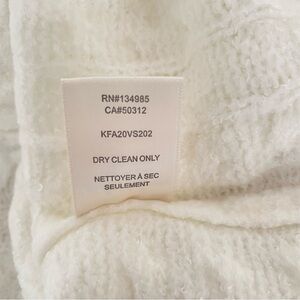 RN#134985
CA#50312
KFA20VS202
DRY CLEAN ONLY
NETTOYER À SEC
SEULEMENT